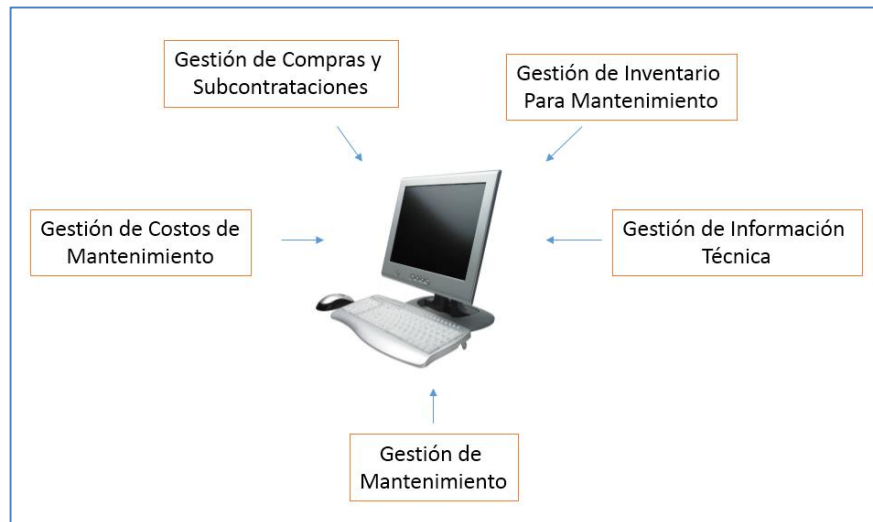 Gestión de Compras y
Subcontrataciones
Gestión de Inventario
Para Mantenimiento
Gestión de Costos de
Mantenimiento
Gestión de Información
Técnica
Gestión de
Mantenimiento